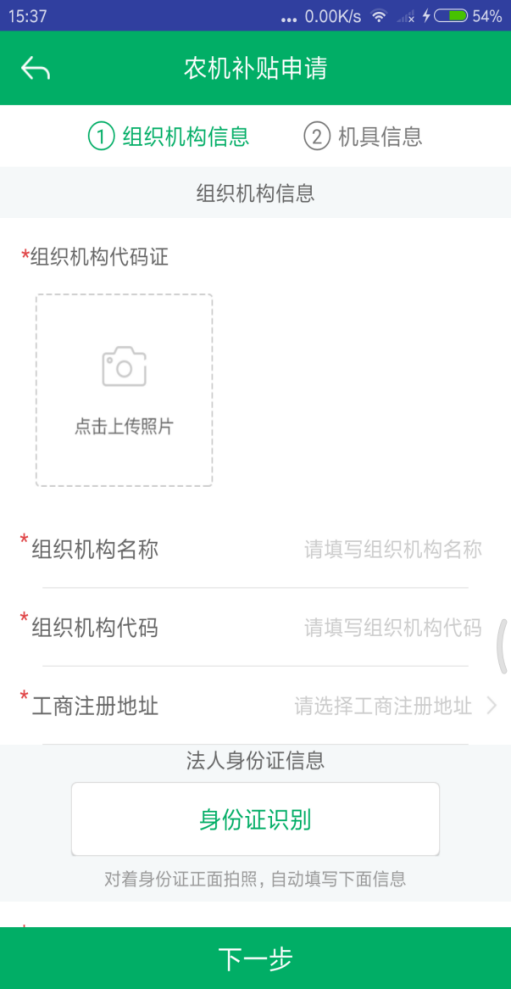 15:37 ... 0.00K/s 54%
农机补贴申请
1 组织机构信息 2 机具信息
组织机构信息
*组织机构代码证
点击上传照片
*组织机构名称 请填写组织机构名称
*组织机构代码 请填写组织机构代码
*工商注册地址 请选择工商注册地址
法人身份证信息
身份证识别
对着身份证正面拍照，自动填写下面信息
下一步